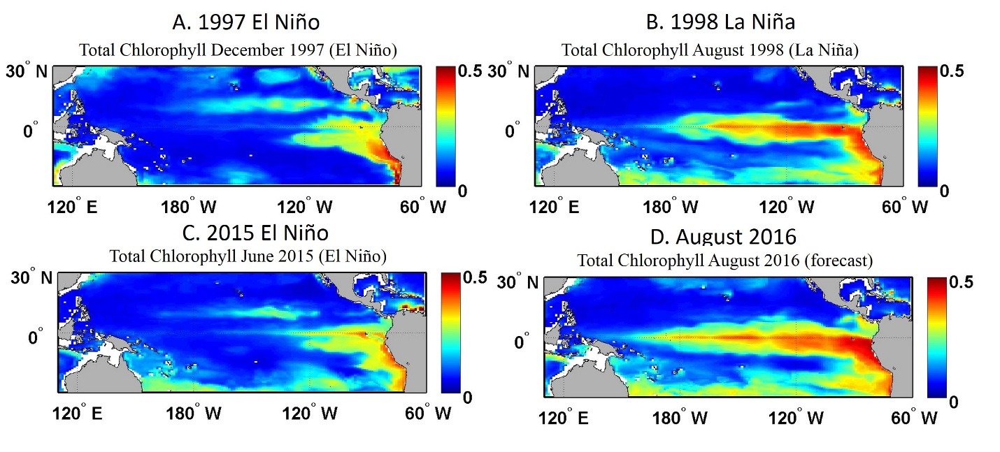 A. 1997 El Niño
Total Chlorophyll December 1997 (El Niño)
30° N
0°
120° E
180° W
120° W
60° W
0.5
0
B. 1998 La Niña
Total Chlorophyll August 1998 (La Niña)
30° N
0°
120° E
180° W
120° W
60° W
0.5
0
C. 2015 El Niño
Total Chlorophyll June 2015 (El Niño)
30° N
0°
120° E
180° W
120° W
60° W
0.5
0
D. August 2016
Total Chlorophyll August 2016 (forecast)
30° N
0°
120° E
180° W
120° W
60° W
0.5
0